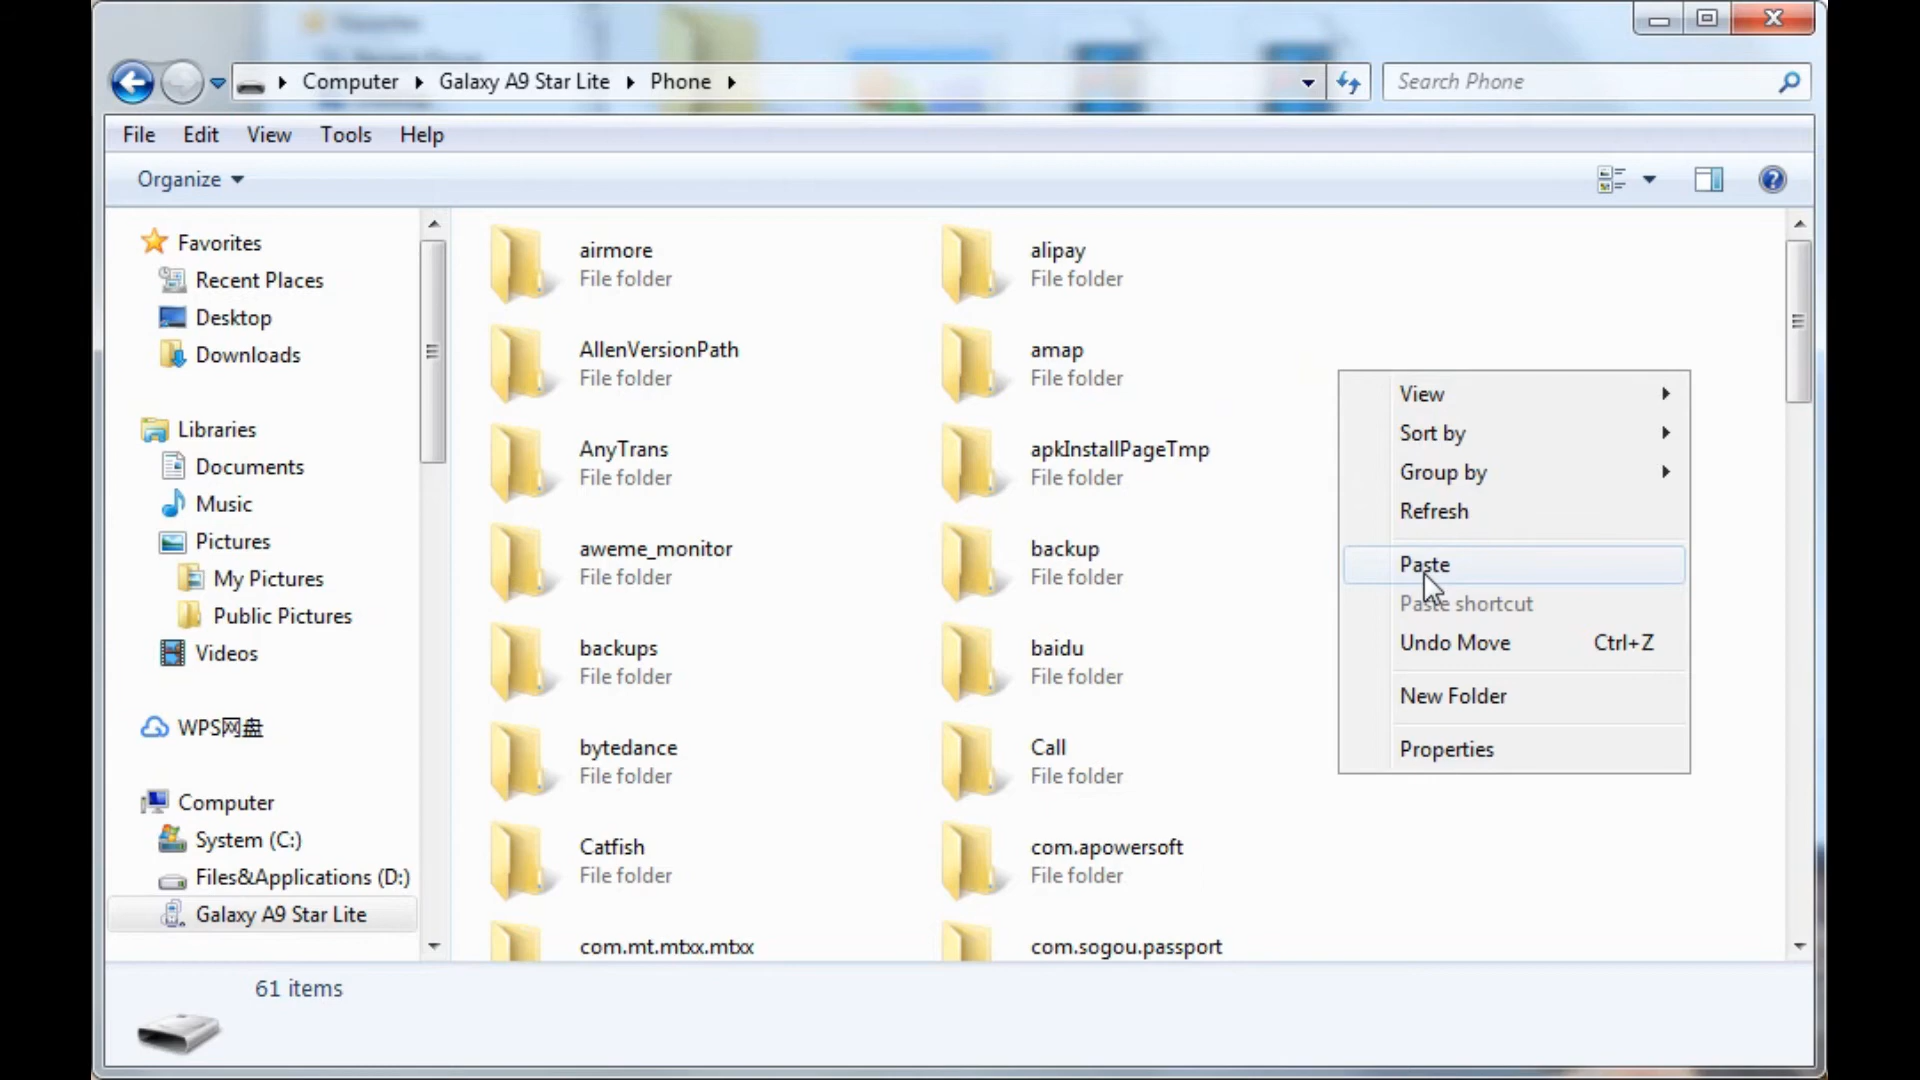 Computer
Galaxy A9 Star Lite
Phone
Search Phone
File
Edit
View
Tools
Help
Organize
Favorites
Recent Places
Desktop
Downloads
Libraries
Documents
Music
Pictures
My Pictures
Public Pictures
Videos
WPS网盘
Computer
System (C:)
Files&Applications (D:)
Galaxy A9 Star Lite
airmore
File folder
alipay
File folder
AllenVersionPath
File folder
amap
File folder
AnyTrans
File folder
apkInstallPageTmp
File folder
aweme_monitor
File folder
backup
File folder
backups
File folder
baidu
File folder
bytedance
File folder
Call
File folder
Catfish
File folder
com.apowersoft
File folder
com.mt.mtxx.mtxx
com.sogou.passport
View
Sort by
Group by
Refresh
Paste
Paste shortcut
Undo Move Ctrl+Z
New Folder
Properties
61 items